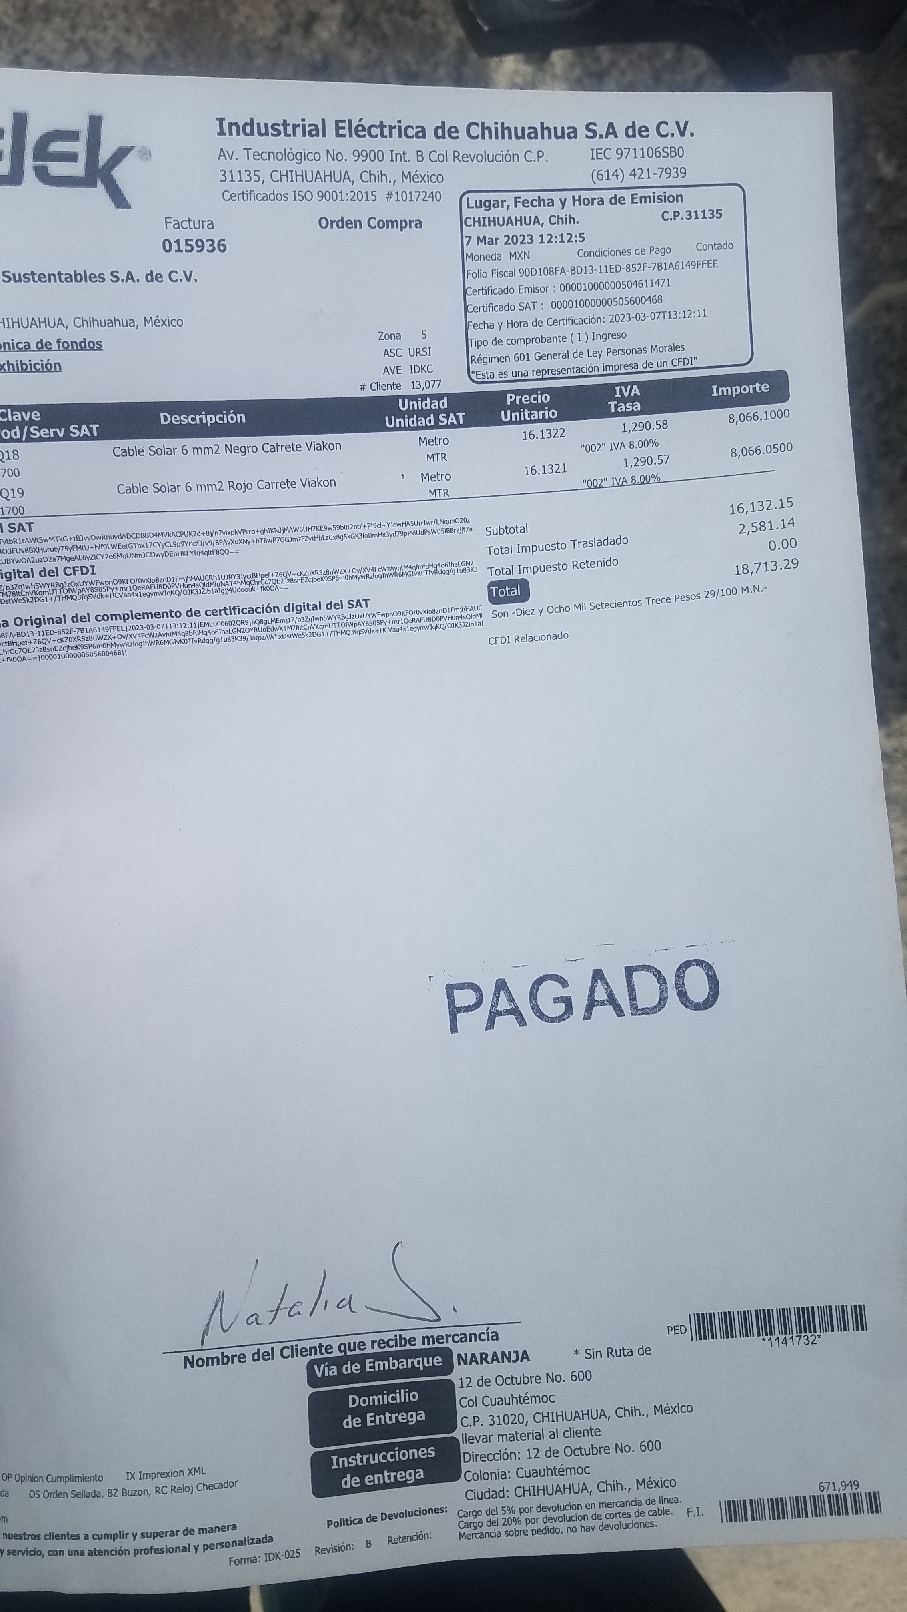 Industrial Eléctrica de Chihuahua S.A de C.V.
Av. Tecnológico No. 9900 Int. B Col Revolución C.P. IEC 971106SB0
31135, CHIHUAHUA, Chih., México (614) 421-7939
Certificados ISO 9001:2015 #1017240
Lugar, Fecha y Hora de Emision
CHIHUAHUA, Chih. C.P.31135
7 Mar 2023 12:12:5
Moneda MXN Condiciones de Pago Contado
Folio Fiscal 90D108FA-BD13-11ED-852F-7B1A6149FFEE
Certificado Emisor : 00001000000504611471
Certificado SAT : 00001000000505600468
Fecha y Hora de Certificación: 2023-03-07T13:12:11
Tipo de comprobante ( I ) Ingreso
Régimen 601 General de Ley Personas Morales
"Esta es una representación impresa de un CFDI"
Factura Orden Compra
015936
Sustentables S.A. de C.V.
HIHUAHUA, Chihuahua, México
nica de fondos
xhibición
Zona 5
ASC URSI
AVE IDKC
# Cliente 13,077
Clave Descripción Unidad Precio IVA Importe
od/Serv SAT Unidad SAT Unitario Tasa
Q18 Cable Solar 6 mm2 Negro Carrete Viakon Metro 16.1322 1,290.58 8,066.1000
700 MTR "002" IVA 8.00%
Q19 Cable Solar 6 mm2 Rojo Carrete Viakon Metro 16.1321 1,290.57 8,066.0500
1700 MTR "002" IVA 8.00%
l SAT
igital del CFDI
a Original del complemento de certificación digital del SAT
Subtotal 16,132.15
Total Impuesto Trasladado 2,581.14
Total Impuesto Retenido 0.00
Total 18,713.29
Son -Diez y Ocho Mil Setecientos Trece Pesos 29/100 M.N.-
CFDI Relacionado
PAGADO
Natalia S.
Nombre del Cliente que recibe mercancía
PED *1141732*
Vía de Embarque NARANJA * Sin Ruta de
Domicilio de Entrega
12 de Octubre No. 600
Col Cuauhtémoc
C.P. 31020, CHIHUAHUA, Chih., México
Instrucciones de entrega
llevar material al cliente
Dirección: 12 de Octubre No. 600
Colonia: Cuauhtémoc
Ciudad: CHIHUAHUA, Chih., México
OP Opinion Cumplimiento IX Imprexion XML
da OS Orden Sellada, BZ Buzon, RC Reloj Checador
Política de Devoluciones: Cargo del 5% por devolucion en mercancia de línea.
Cargo del 20% por devolucion de cortes de cable. F.I.
Mercancia sobre pedido, no hay devoluciones.
671,949
nuestros clientes a cumplir y superar de manera
y servicio, con una atención profesional y personalizada
Forma: IDK-025 Revisión: B Retención: